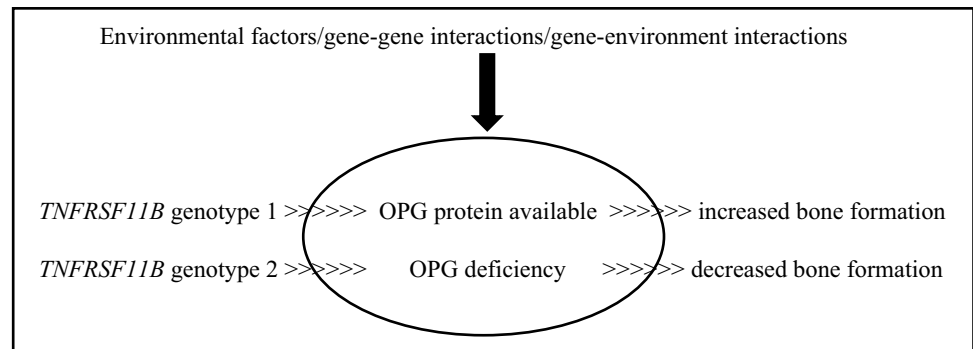 Environmental factors/gene-gene interactions/gene-environment interactions
TNFRSF11B genotype 1 >>>>>> OPG protein available >>>>>> increased bone formation
TNFRSF11B genotype 2 >>>>>> OPG deficiency >>>>>> decreased bone formation